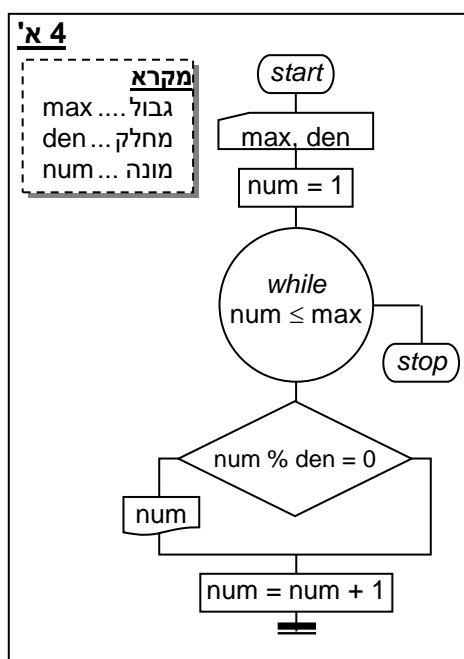 4 א'
מקרא
גבול .... max
מחלק ... den
מונה ... num
start
max, den
num = 1
while
num ≤ max
stop
num % den = 0
num
num = num + 1